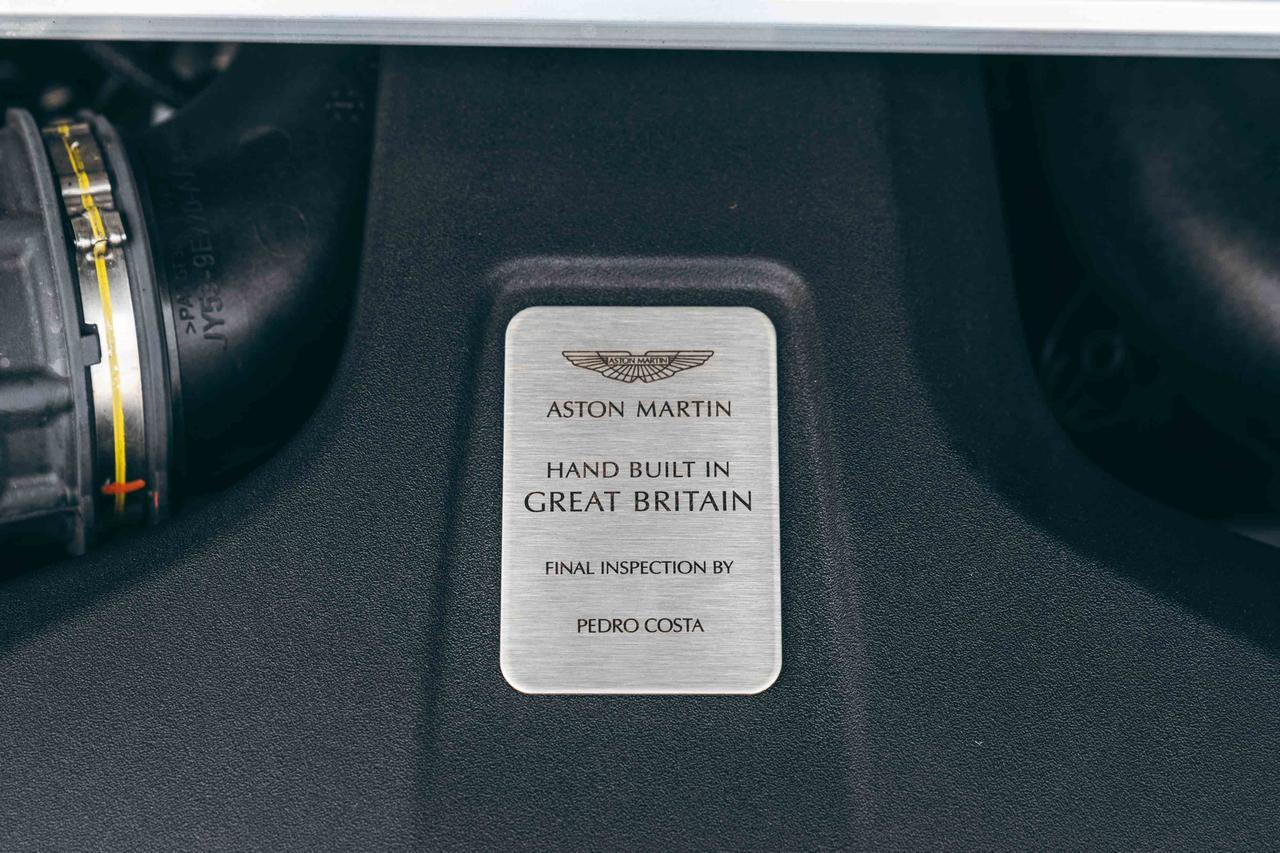 ASTON MARTIN
ASTON MARTIN
HAND BUILT IN
GREAT BRITAIN
FINAL INSPECTION BY
PEDRO COSTA